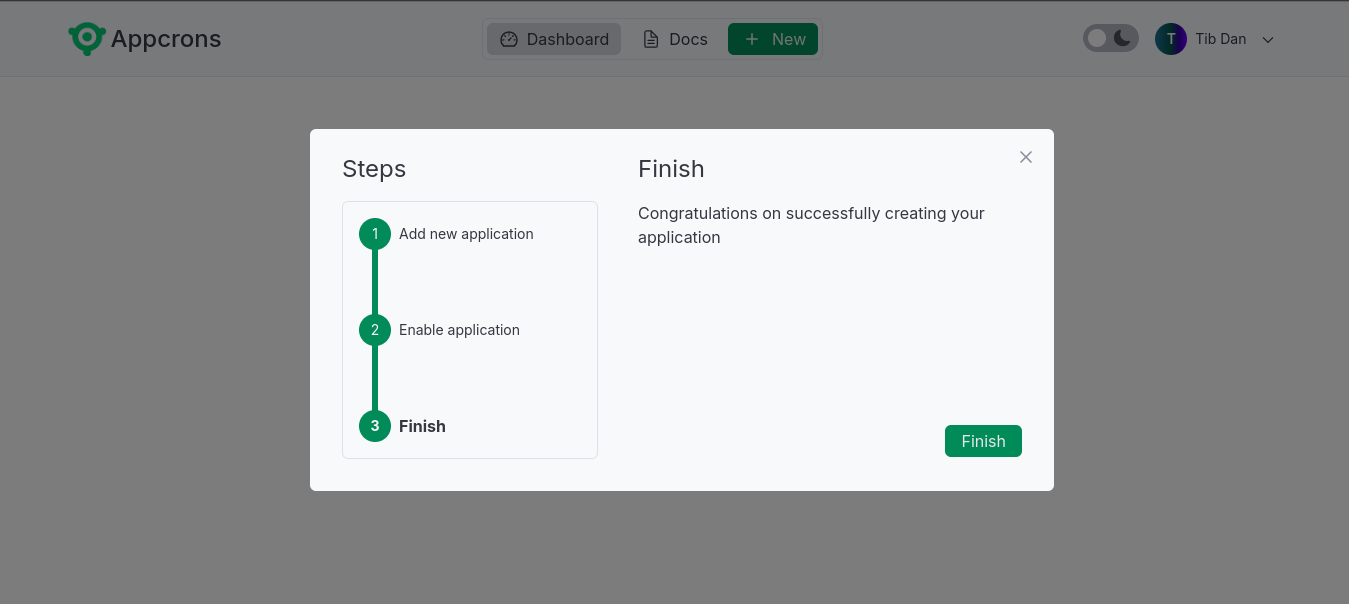 Appcrons
Dashboard
Docs
New
T
Tib Dan
Steps
1 Add new application
2 Enable application
3 Finish
Finish
Congratulations on successfully creating your
application
Finish